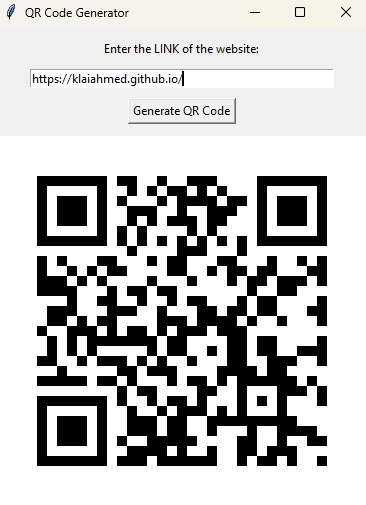 QR Code Generator
Enter the LINK of the website:
https://klaiahmed.github.io/
Generate QR Code